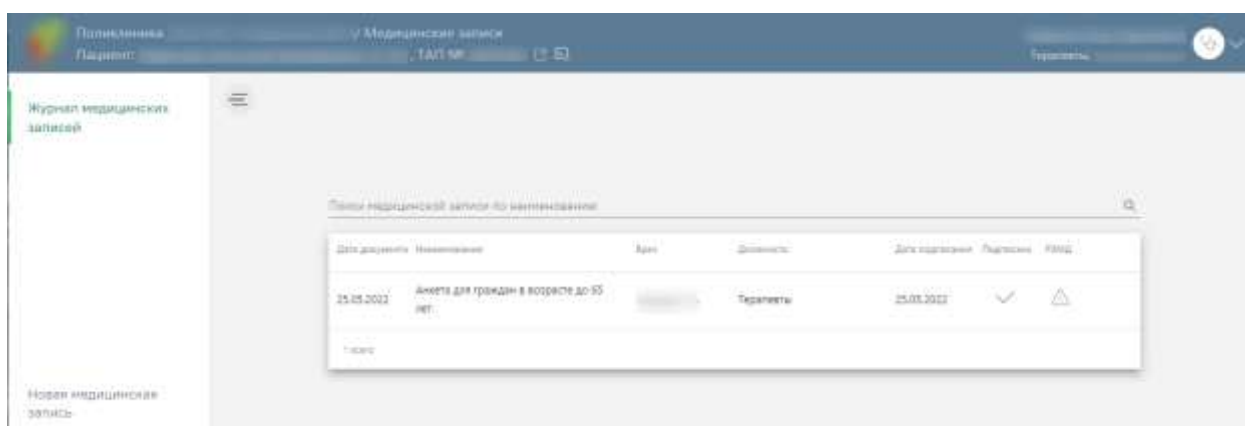 Поликлиника / Медицинские записи
Пациент: , ТАП №
Терапевты,
Журнал медицинских
записей
Поиск медицинской записи по наименованию
Дата документа Наименование Врач Должность Дата подписания Подписана РЭМД
25.05.2022 Анкета для граждан в возрасте до 65 Терапевты 25.05.2022
лет
1 всего
Новая медицинская
запись